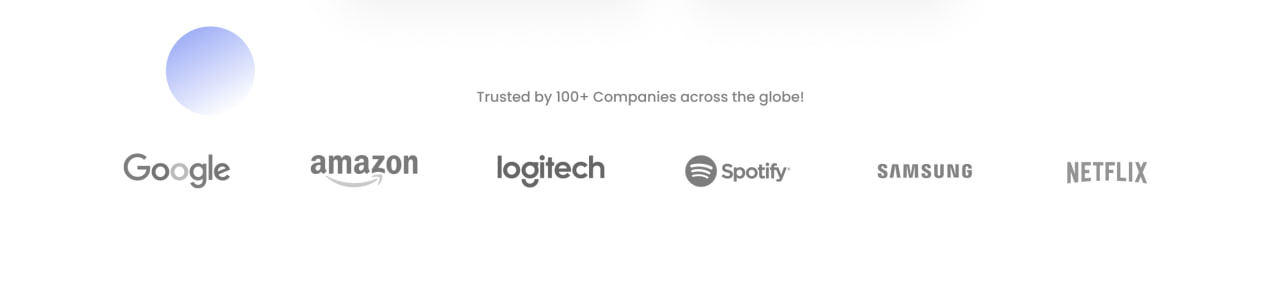 Trusted by 100+ Companies across the globe!
Google amazon logitech Spotify SAMSUNG NETFLIX